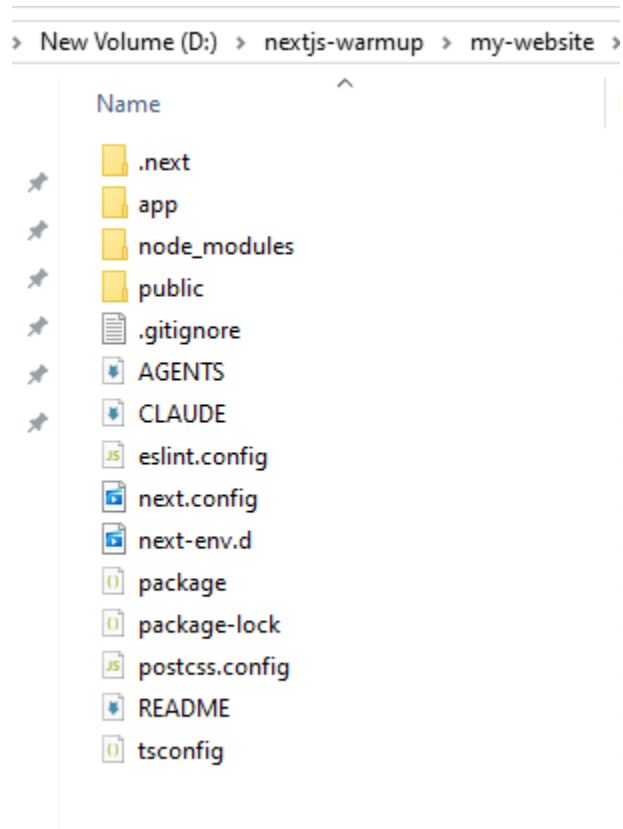 > New Volume (D:) > nextjs-warmup > my-website >
Name
.next
app
node_modules
public
.gitignore
AGENTS
CLAUDE
eslint.config
next.config
next-env.d
package
package-lock
postcss.config
README
tsconfig